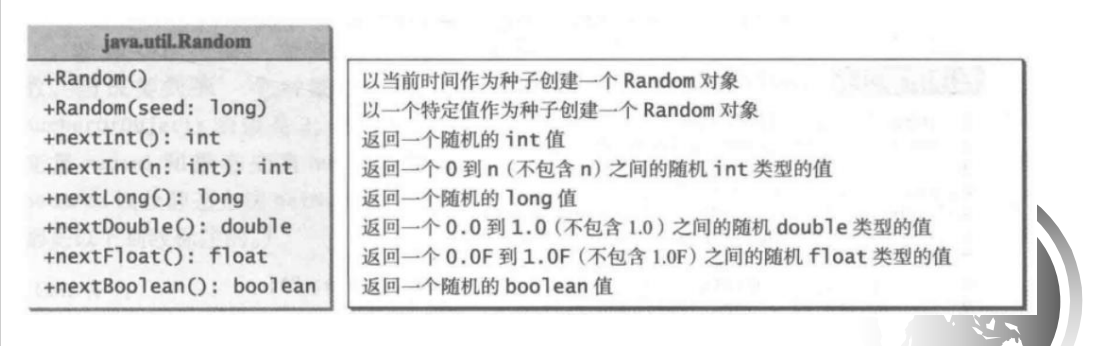 java.util.Random
+Random()
以当前时间作为种子创建一个 Random 对象
+Random(seed: long)
以一个特定值作为种子创建一个 Random 对象
+nextInt(): int
返回一个随机的 int 值
+nextInt(n: int): int
返回一个 0 到 n (不包含 n) 之间的随机 int 类型的值
+nextLong(): long
返回一个随机的 long 值
+nextDouble(): double
返回一个 0.0 到 1.0 (不包含 1.0) 之间的随机 double 类型的值
+nextFloat(): float
返回一个 0.0F 到 1.0F (不包含 1.0F) 之间的随机 float 类型的值
+nextBoolean(): boolean
返回一个随机的 boolean 值